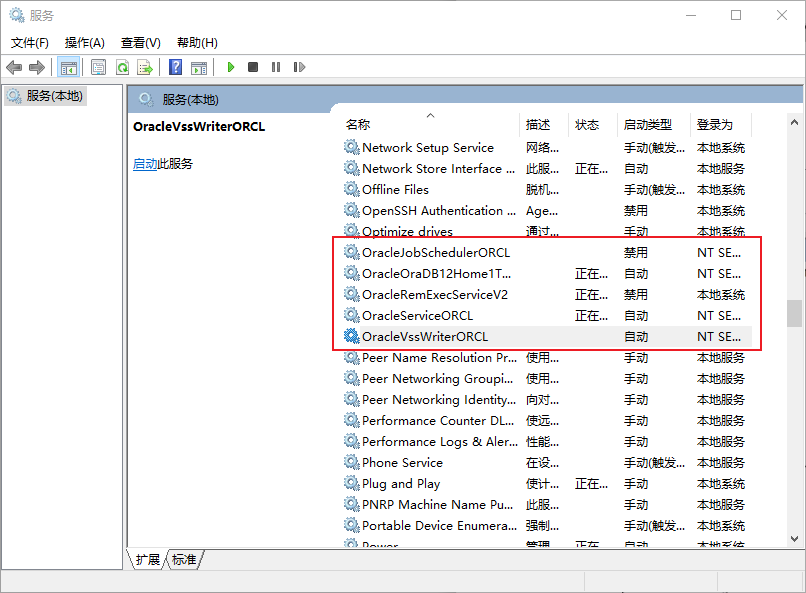 服务
文件(F) 操作(A) 查看(V) 帮助(H)
服务(本地)
服务(本地)
OracleVssWriterORCL
启动此服务
名称 描述 状态 启动类型 登录为
Network Setup Service 网络... 手动(触发... 本地系统
Network Store Interface ... 此服... 正在... 自动 本地服务
Offline Files 脱机... 手动(触发... 本地系统
OpenSSH Authentication ... Age... 禁用 本地系统
Optimize drives 通过... 手动 本地系统
OracleJobSchedulerORCL 禁用 NT SE...
OracleOraDB12Home1T... 正在... 自动 NT SE...
OracleRemExecServiceV2 正在... 禁用 本地系统
OracleServiceORCL 正在... 自动 NT SE...
OracleVssWriterORCL 自动 NT SE...
Peer Name Resolution Pr... 使用... 手动 本地服务
Peer Networking Groupi... 使用... 手动 本地服务
Peer Networking Identity... 向对... 手动 本地服务
Performance Counter DL... 使远... 手动 本地服务
Performance Logs & Aler... 性能... 手动 本地服务
Phone Service 在设... 手动(触发... 本地服务
Plug and Play 使计... 正在... 手动 本地系统
PNRP Machine Name Pu... 此服... 手动 本地服务
Portable Device Enumera... 强制... 手动(触发... 本地系统
Power 管理... 正在... 自动 本地系统
扩展 标准